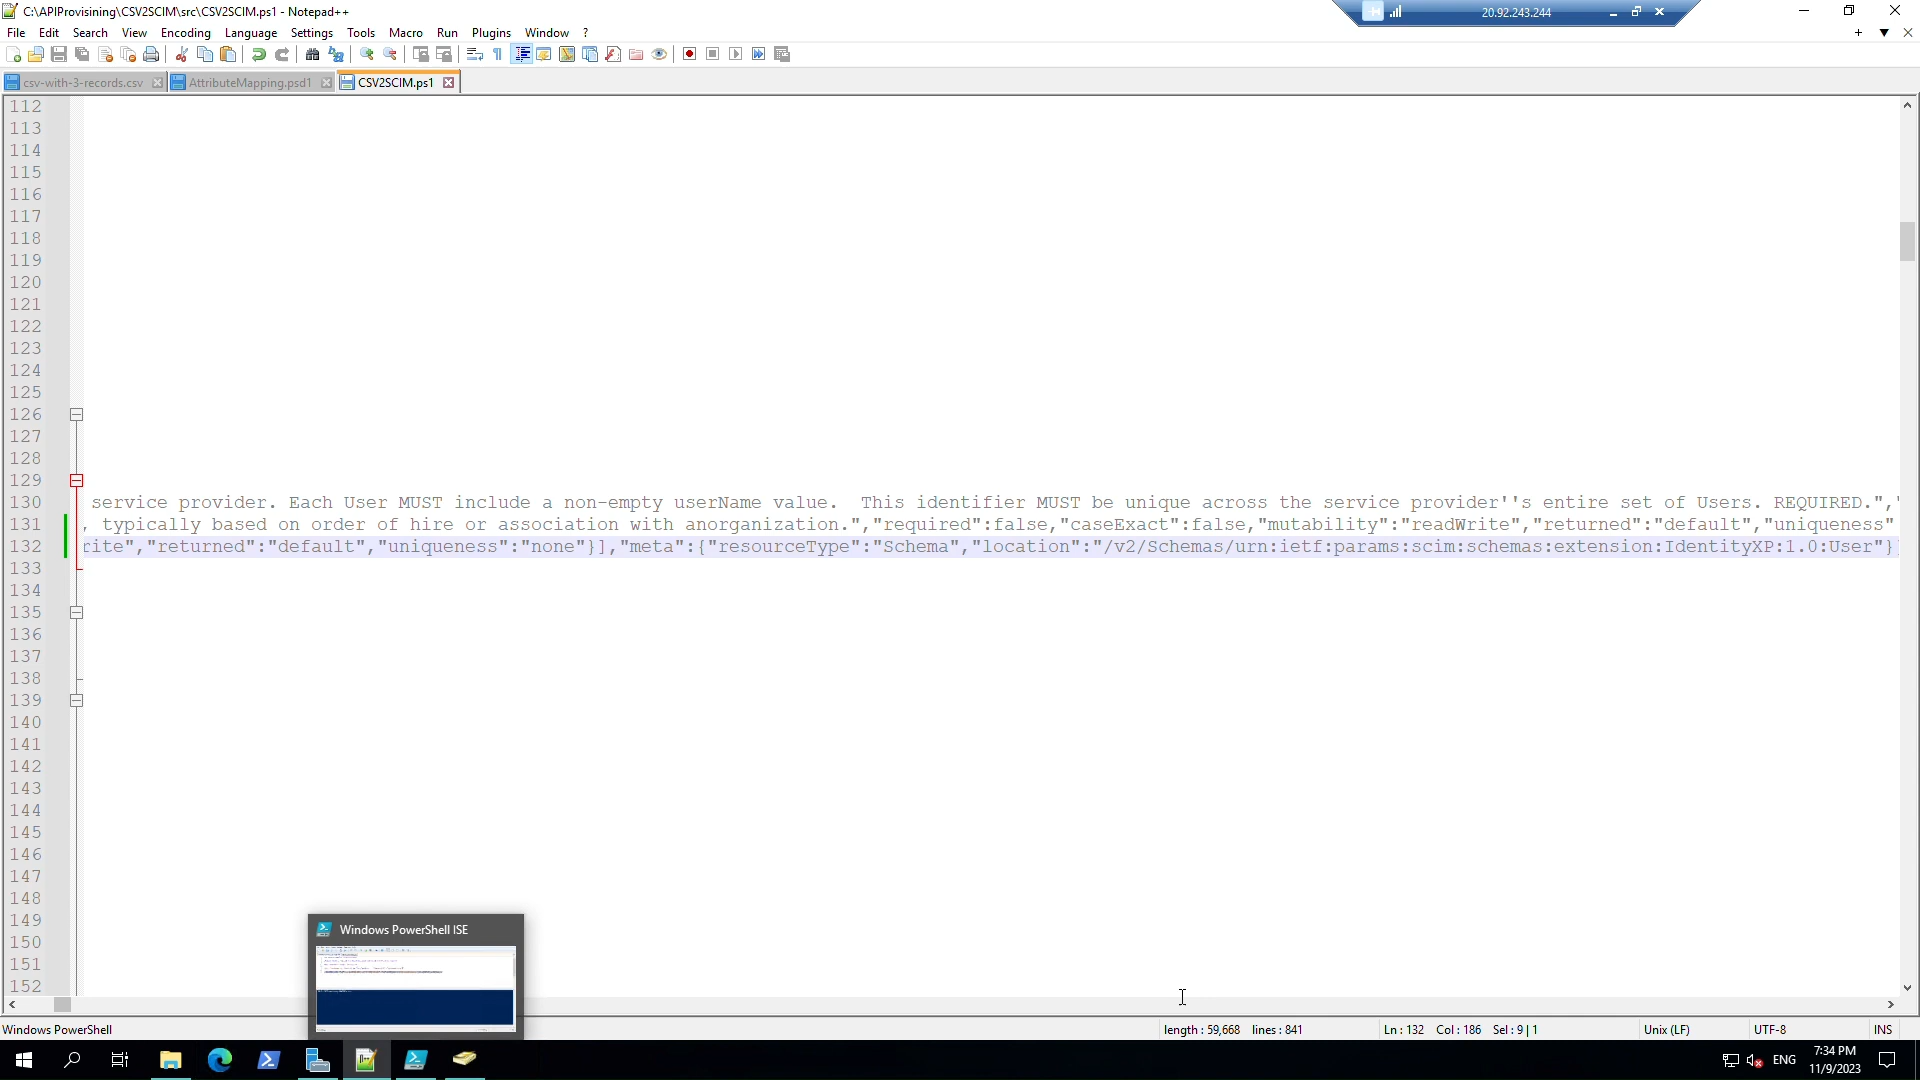 C:\APIProvisining\CSV2SCIM\src\CSV2SCIM.ps1 - Notepad++
20.92.243.244
File Edit Search View Encoding Language Settings Tools Macro Run Plugins Window ?
csv-with-3-records.csv
AttributeMapping.psd1
CSV2SCIM.ps1
112
113
114
115
116
117
118
119
120
121
122
123
124
125
126
127
128
129
130 service provider. Each User MUST include a non-empty userName value.  This identifier MUST be unique across the service provider''s entire set of Users. REQUIRED.","
131 , typically based on order of hire or association with anorganization.","required":false,"caseExact":false,"mutability":"readWrite","returned":"default","uniqueness"
132 rite","returned":"default","uniqueness":"none"}],"meta":{"resourceType":"Schema","location":"/v2/Schemas/urn:ietf:params:scim:schemas:extension:IdentityXP:1.0:User"}
133
134
135
136
137
138
139
140
141
142
143
144
145
146
147
148
149
150
151
152
Windows PowerShell ISE
Windows PowerShell
length : 59,668 lines : 841
Ln : 132 Col : 186 Sel : 9 | 1
Unix (LF)
UTF-8
INS
ENG
7:34 PM
11/9/2023